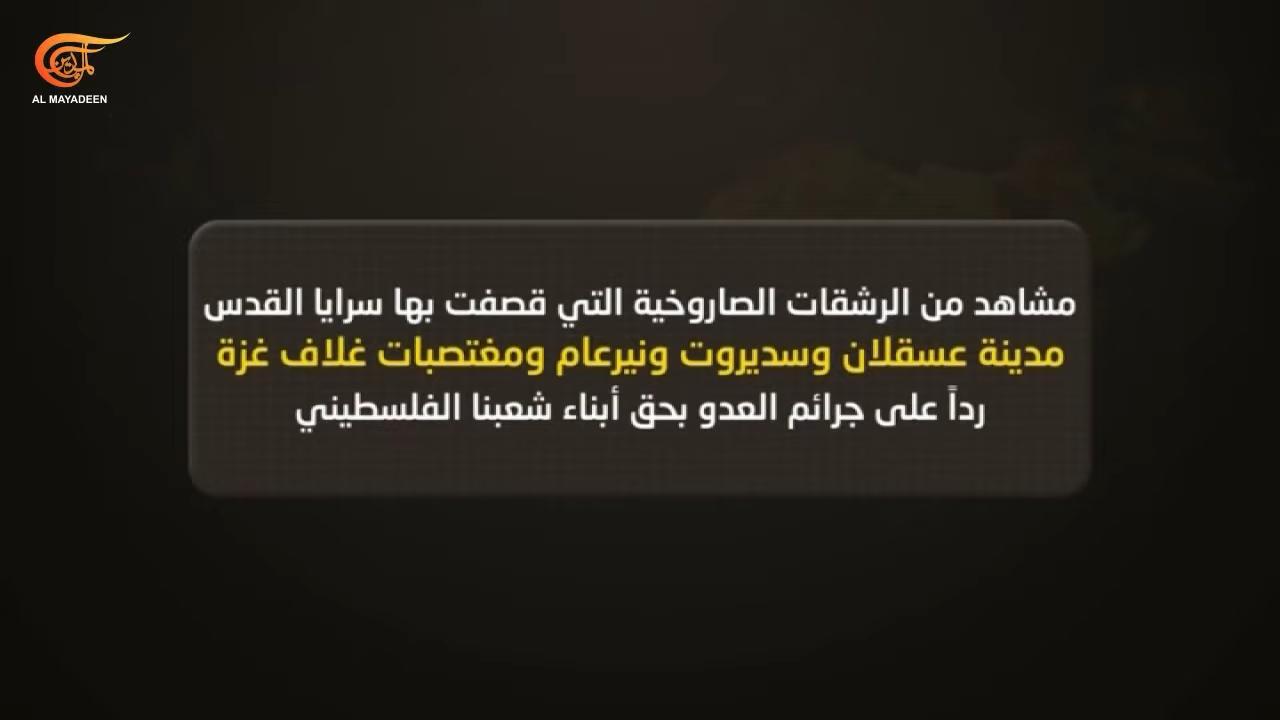 الميادين
AL MAYADEEN
مشاهد من الرشقات الصاروخية التي قصفت بها سرايا القدس
مدينة عسقلان وسديروت ونيرعام ومغتصبات غلاف غزة
رداً على جرائم العدو بحق أبناء شعبنا الفلسطيني